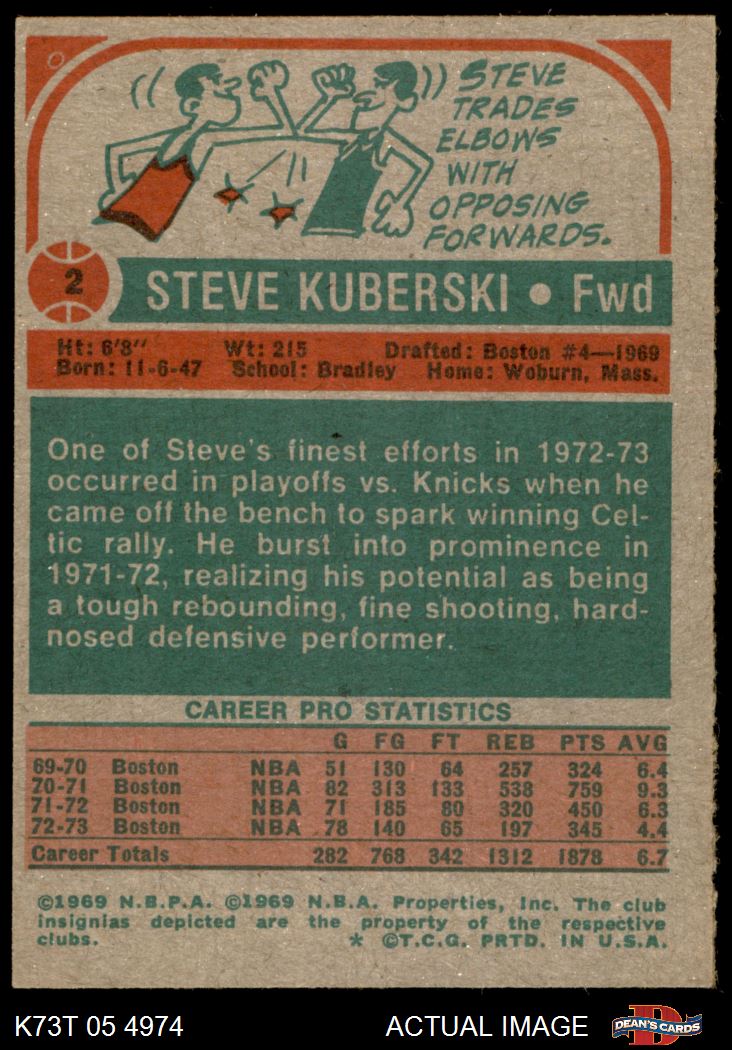 STEVE
TRADES
ELBOWS
WITH
OPPOSING
FORWARDS.
2
STEVE KUBERSKI • Fwd
Ht: 6'8" Wt: 215 Drafted: Boston #4—1969
Born: 11-6-47 School: Bradley Home: Woburn, Mass.
One of Steve's finest efforts in 1972-73
occurred in playoffs vs. Knicks when he
came off the bench to spark winning Cel-
tic rally. He burst into prominence in
1971-72, realizing his potential as being
a tough rebounding, fine shooting, hard-
nosed defensive performer.
CAREER PRO STATISTICS
G FG FT REB PTS AVG
69-70 Boston NBA 51 130 64 257 324 6.4
70-71 Boston NBA 82 313 133 538 759 9.3
71-72 Boston NBA 71 185 80 320 450 6.3
72-73 Boston NBA 78 140 65 197 345 4.4
Career Totals 282 768 342 1312 1878 6.7
©1969 N.B.P.A. ©1969 N.B.A. Properties, Inc. The club
insignias depicted are the property of the respective
clubs. * ©T.C.G. PRTD. IN U.S.A.
K73T 05 4974 ACTUAL IMAGE
D
DEAN'S CARDS